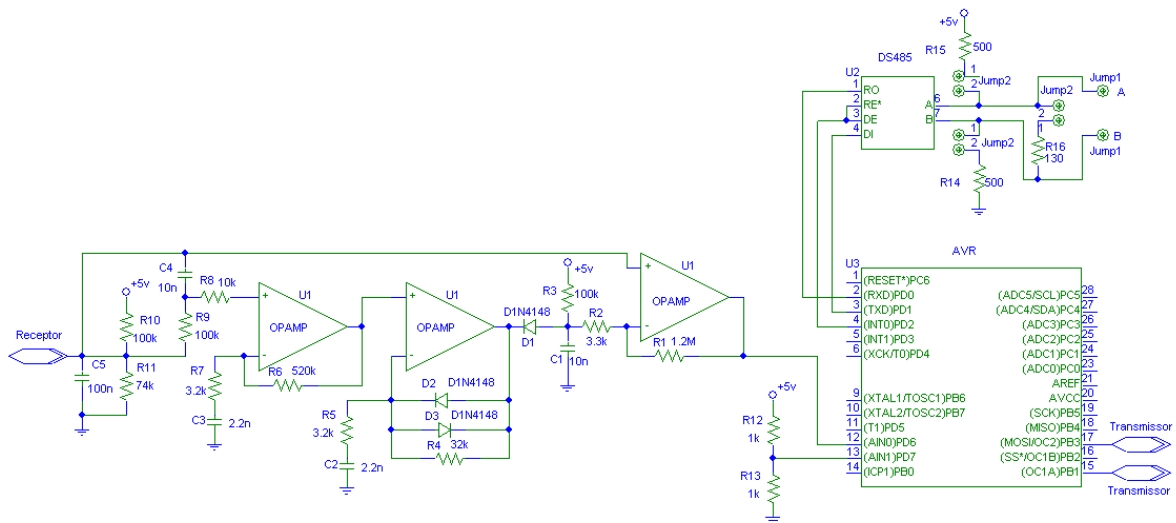 +5v
R15
500
DS485
U2
1 RO
2 RE*
3 DE
4 DI
A 6
B 7
1
Jump2
2
1
2
Jump2
R14
500
Jump2
2
1
R16
130
Jump1
A
B
Jump1
AVR
U3
1 (RESET*)PC6
2 (RXD)PD0
3 (TXD)PD1
4 (INT0)PD2
5 (INT1)PD3
6 (XCK/T0)PD4
9 (XTAL1/TOSC1)PB6
10 (XTAL2/TOSC2)PB7
11 (T1)PD5
12 (AIN0)PD6
13 (AIN1)PD7
14 (ICP1)PB0
(ADC5/SCL)PC5 28
(ADC4/SDA)PC4 27
(ADC3)PC3 26
(ADC2)PC2 25
(ADC1)PC1 24
(ADC0)PC0 23
AREF 21
AVCC 20
(SCK)PB5 19
(MISO)PB4 18
(MOSI/OC2)PB3 17
(SS*/OC1B)PB2 16
(OC1A)PB1 15
Transmissor
Transmissor
Receptor
C5
100n
+5v
R10
100k
R11
74k
C4
10n
R8 10k
R9
100k
+
-
U1
OPAMP
R7
3.2k
C3
2.2n
R6 520k
+
-
U1
OPAMP
R5
3.2k
C2
2.2n
D2 D1N4148
D3 D1N4148
R4 32k
D1N4148
D1
+5v
R3
100k
C1
10n
R2
3.3k
+
-
U1
OPAMP
R1 1.2M
+5v
R12
1k
R13
1k